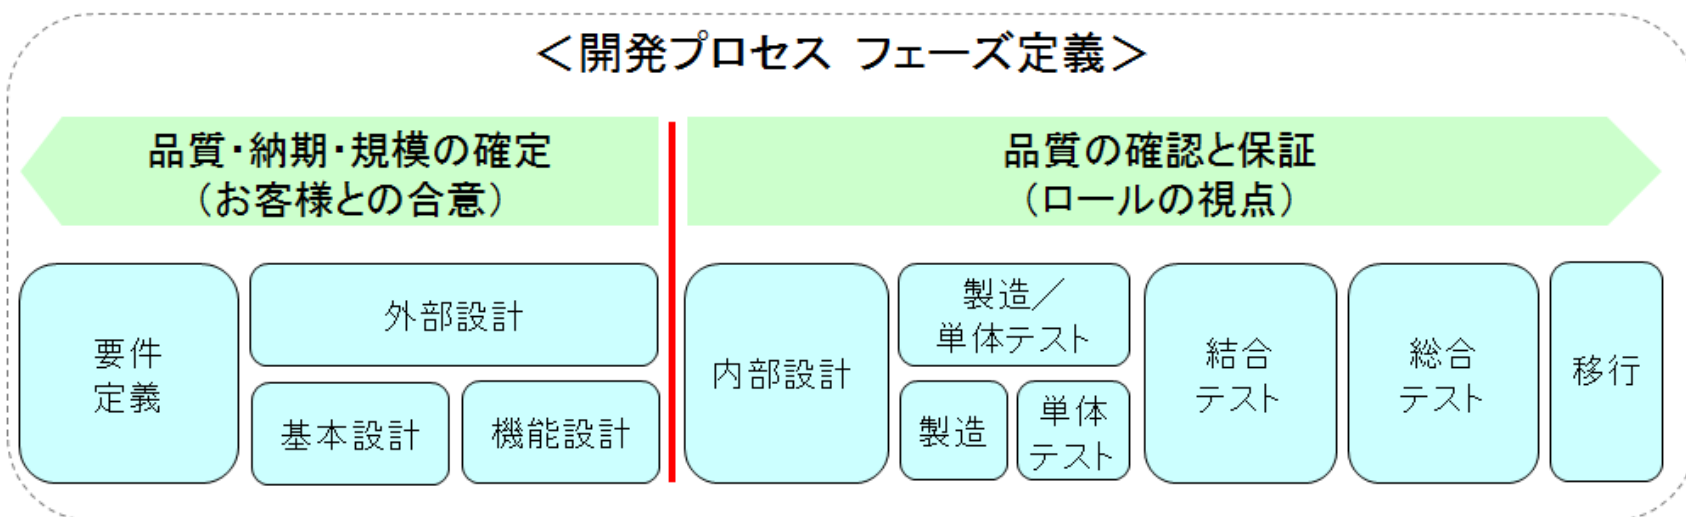 ＜開発プロセス フェーズ定義＞
品質・納期・規模の確定
（お客様との合意）
品質の確認と保証
（ロールの視点）
要件
定義
外部設計
基本設計
機能設計
内部設計
製造／
単体テスト
製造
単体
テスト
結合
テスト
総合
テスト
移行